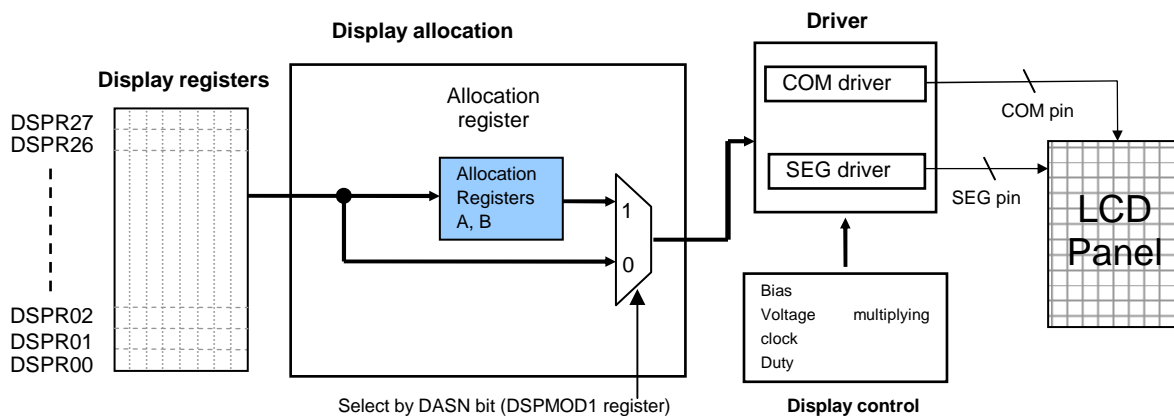 Driver
Display allocation
Display registers
COM driver
Allocation
register
COM pin
DSPR27
DSPR26
Allocation
Registers
A, B
SEG driver
SEG pin
1
0
LCD
Panel
DSPR02
DSPR01
DSPR00
Bias
Voltage multiplying
clock
Duty
Select by DASN bit (DSPMOD1 register)
Display control